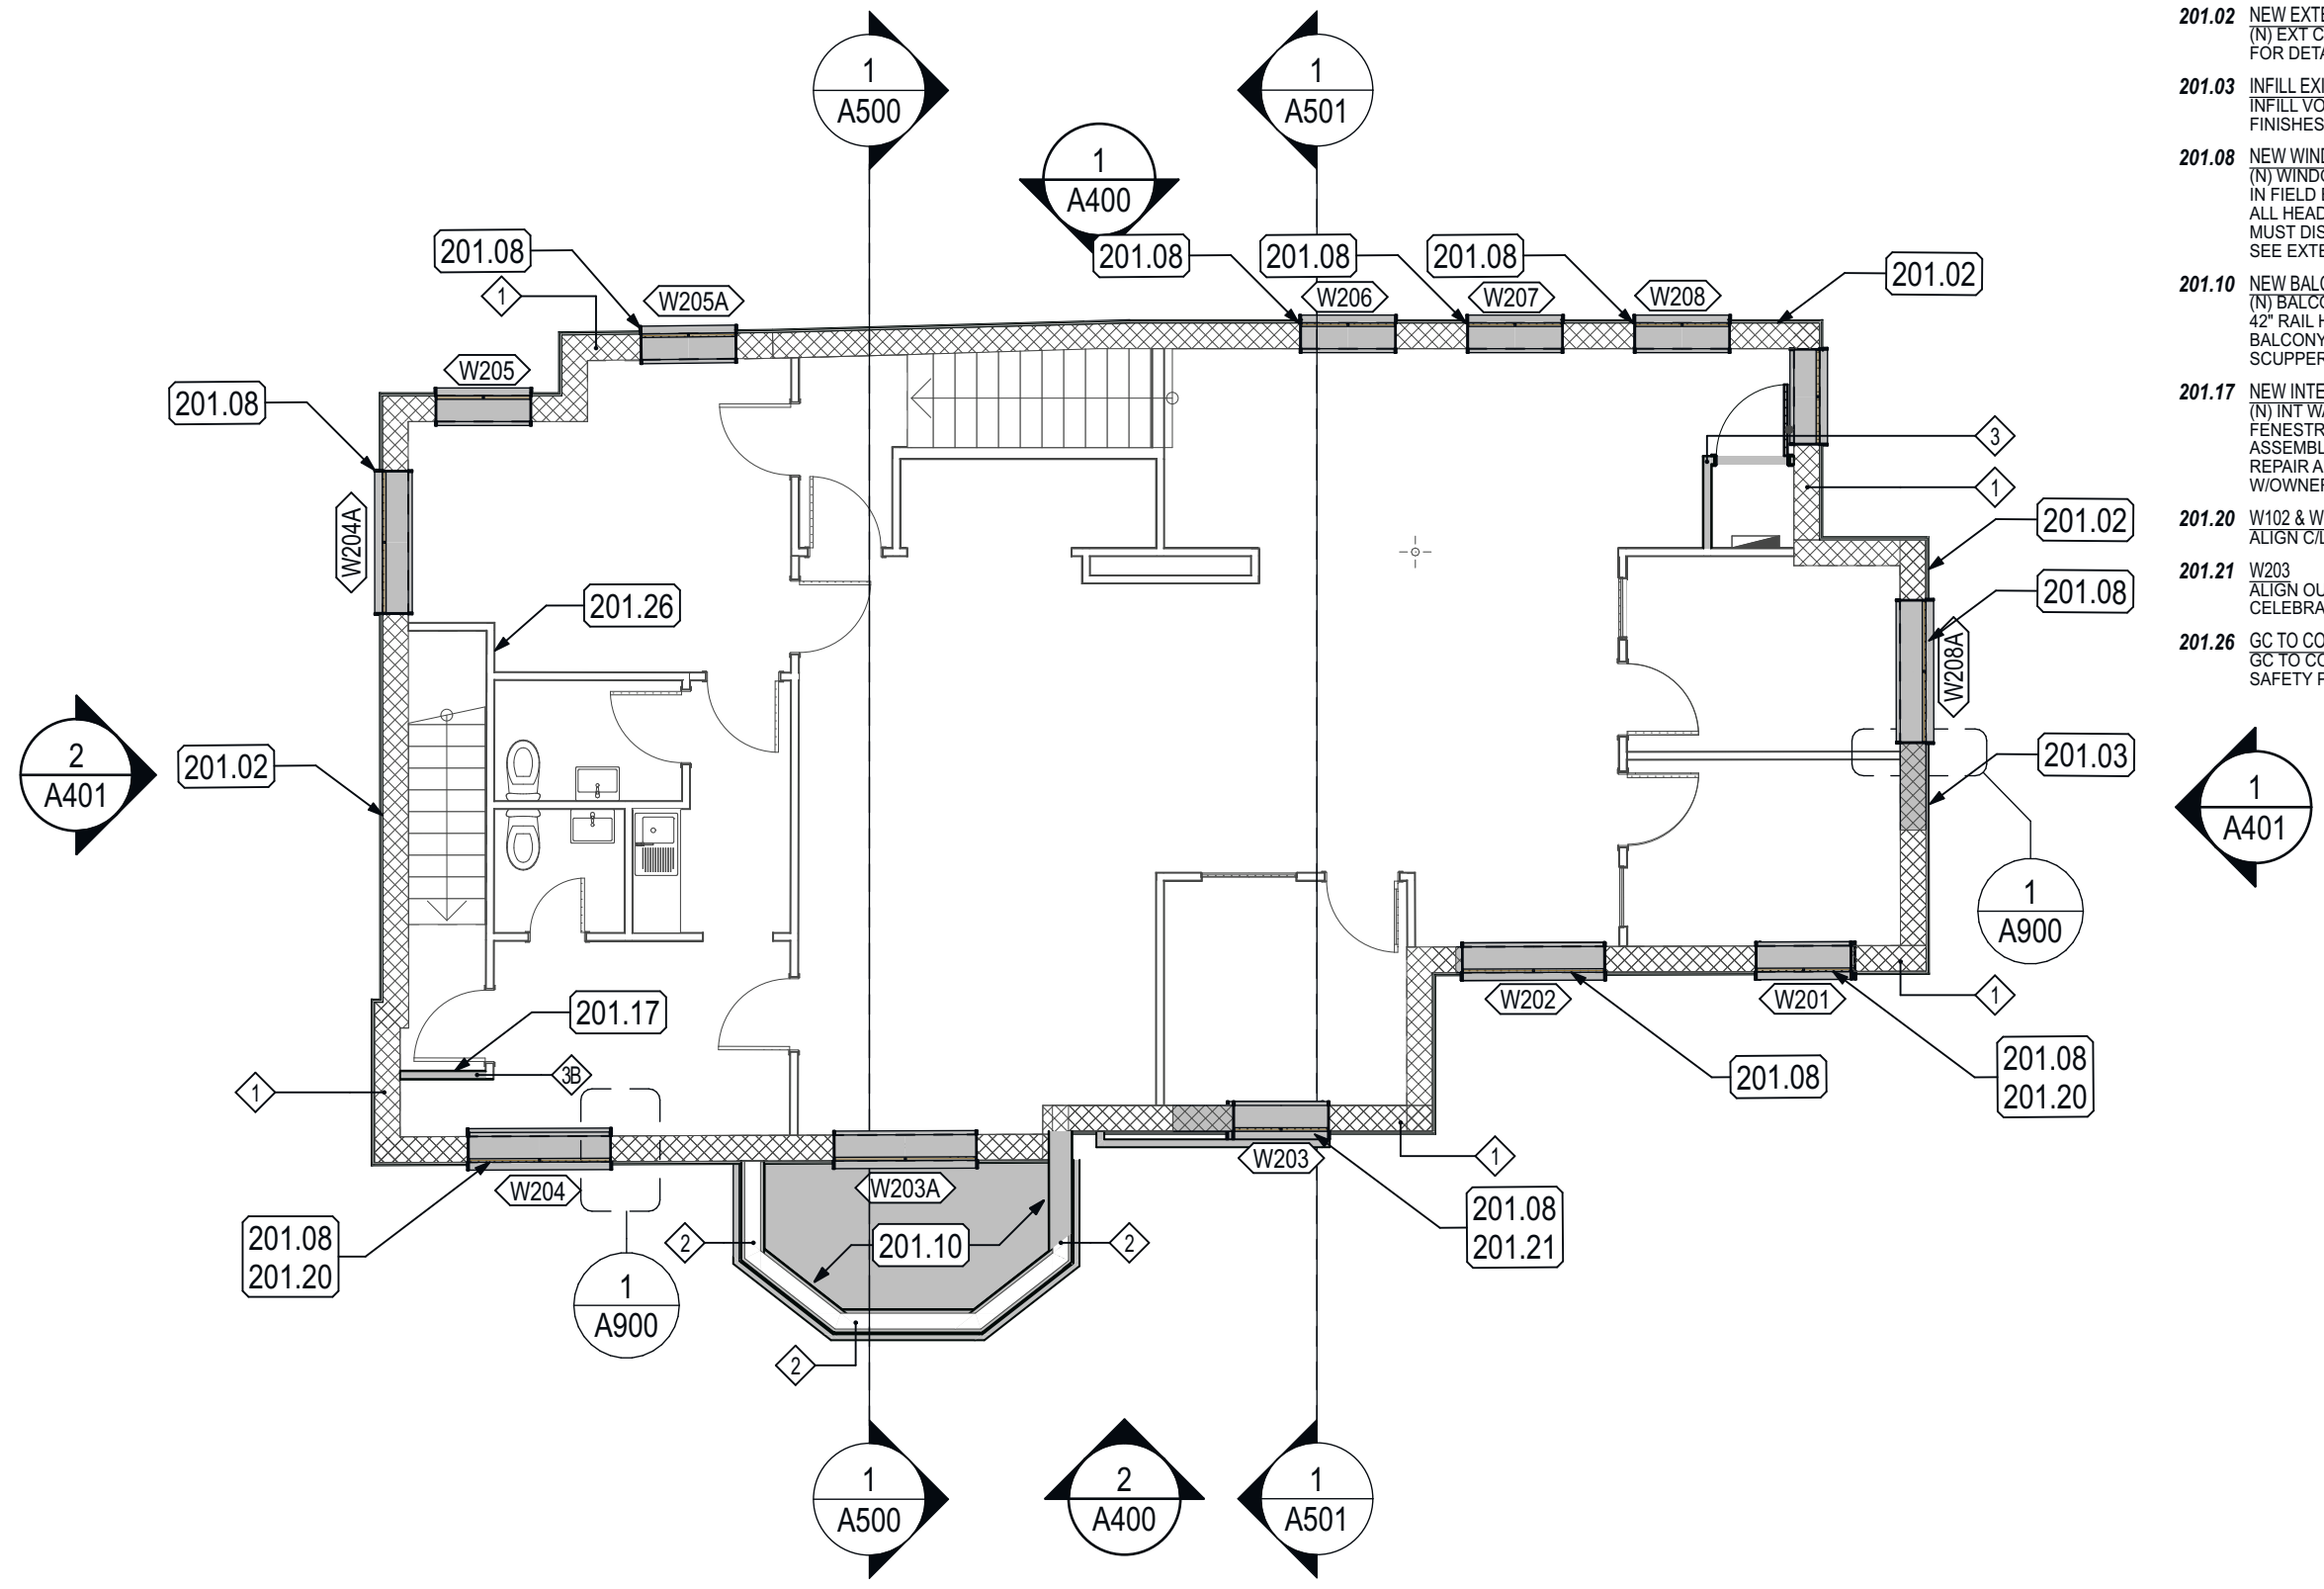 1
A500
1
A501
1
A400
201.08
201.08
201.08
201.08
201.02
1
W205A
W206
W207
W208
W205
201.08
W204A
3
1
201.02
201.26
201.08
W208A
2
A401
201.02
201.03
1
A401
1
A900
201.17
3B
1
W202
W201
1
201.08
201.08
201.20
W204
W203A
W203
1
201.08
201.20
2
201.10
2
201.08
201.21
1
A900
2
1
A500
2
A400
1
A501
201.02 NEW EXT
(N) EXT C
FOR DETA
201.03 INFILL EXI
INFILL VO
FINISHES
201.08 NEW WIND
(N) WINDO
IN FIELD
ALL HEAD
MUST DIS
SEE EXTE
201.10 NEW BALC
(N) BALCO
42" RAIL H
BALCONY
SCUPPER
201.17 NEW INTE
(N) INT WA
FENESTR
ASSEMBL
REPAIR A
W/OWNER
201.20 W102 & W
ALIGN C/L
201.21 W203
ALIGN OU
CELEBRA
201.26 GC TO CO
GC TO CO
SAFETY P